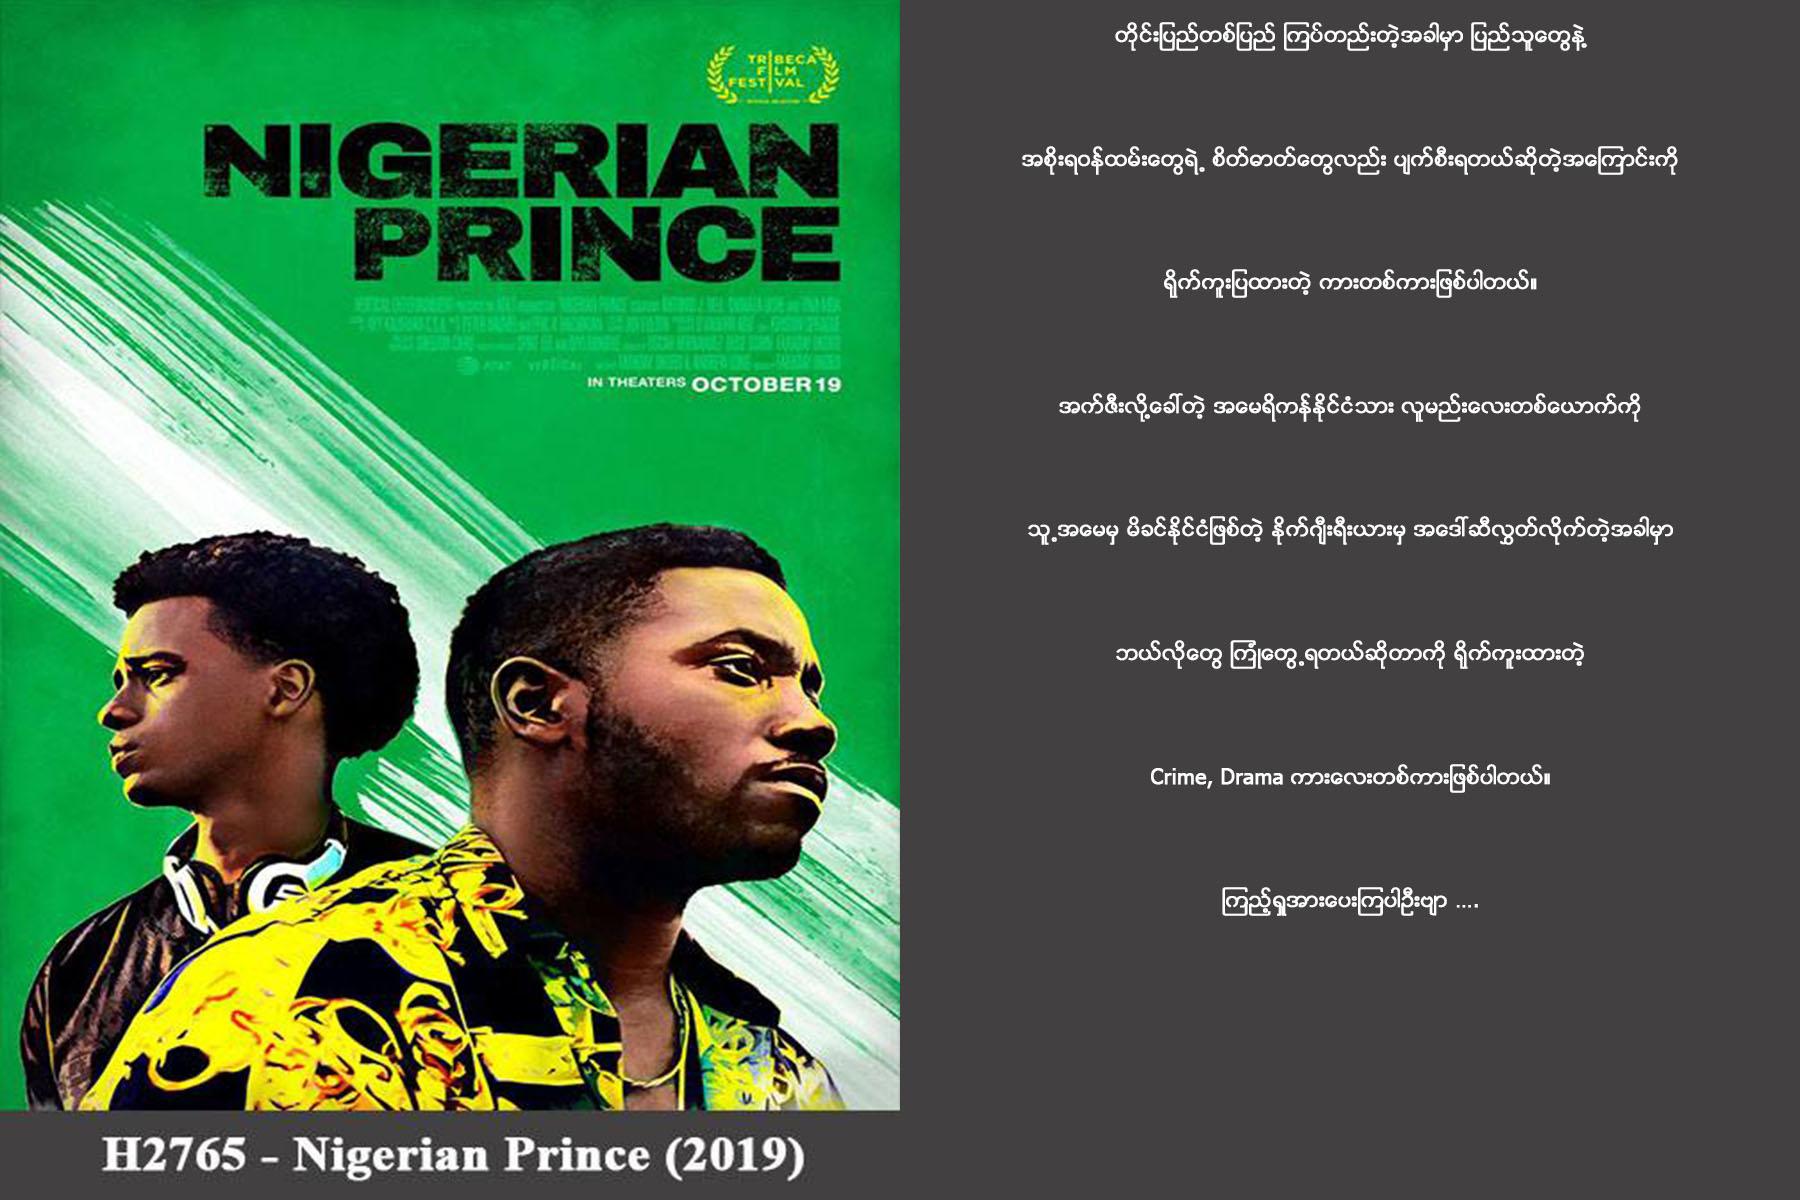 TRIBECA
FILM
FESTIVAL
NIGERIAN
PRINCE
IN THEATERS OCTOBER 19
H2765 - Nigerian Prince (2019)
တိုင်းပြည်တစ်ပြည် ကြပ်တည်းတဲ့အခါမှာ ပြည်သူတွေနဲ့
အစိုးရဝန်ထမ်းတွေရဲ့ စိတ်ဓာတ်တွေလည်း ပျက်စီးရတယ်ဆိုတဲ့အကြောင်းကို
ရိုက်ကူးပြထားတဲ့ ကားတစ်ကားဖြစ်ပါတယ်။
အက်ဇီးလို့ခေါ်တဲ့ အမေရိကန်နိုင်ငံသား လူမည်းလေးတစ်ယောက်ကို
သူ့အမေမှ မိခင်နိုင်ငံဖြစ်တဲ့ နိုက်ဂျီးရီးယားမှ အဒေါ်ဆီလွှတ်လိုက်တဲ့အခါမှာ
ဘယ်လိုတွေ ကြုံတွေ့ရတယ်ဆိုတာကို ရိုက်ကူးထားတဲ့
Crime, Drama ကားလေးတစ်ကားဖြစ်ပါတယ်။
ကြည့်ရှုအားပေးကြပါဦးဗျာ ....